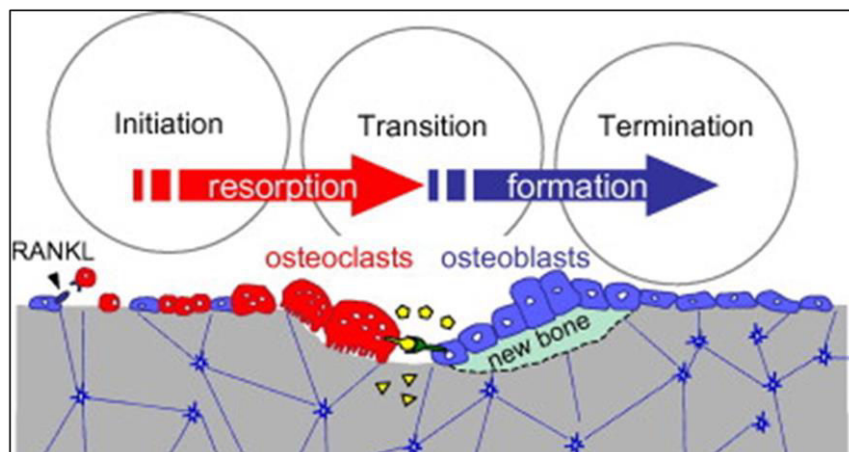 Initiation
Transition
Termination
resorption
formation
RANKL
osteoclasts
osteoblasts
new bone